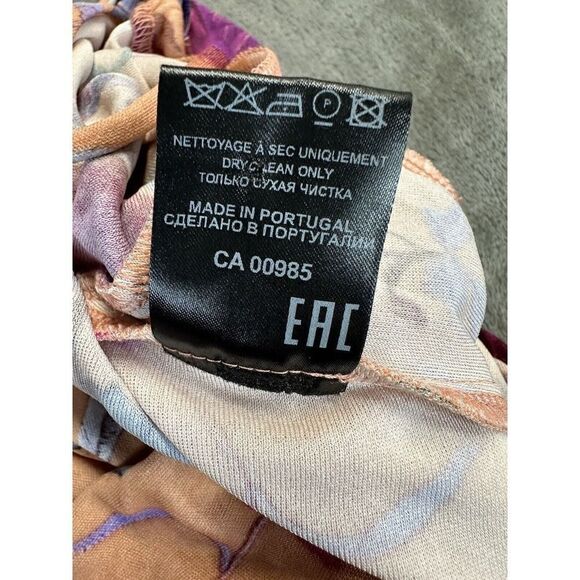 P
NETTOYAGE À SEC UNIQUEMENT
DRY CLEAN ONLY
ТОЛЬКО СУХАЯ ЧИСТКА
MADE IN PORTUGAL
СДЕЛАНО В ПОРТУГАЛИИ
CA 00985
EAC